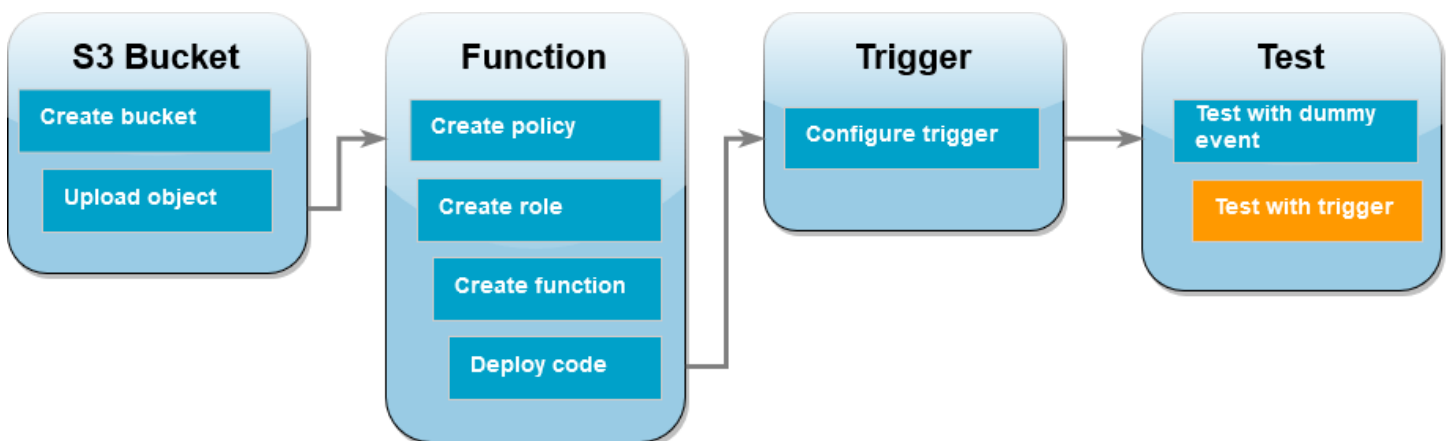 S3 Bucket
Create bucket
Upload object
Function
Create policy
Create role
Create function
Deploy code
Trigger
Configure trigger
Test
Test with dummy
event
Test with trigger